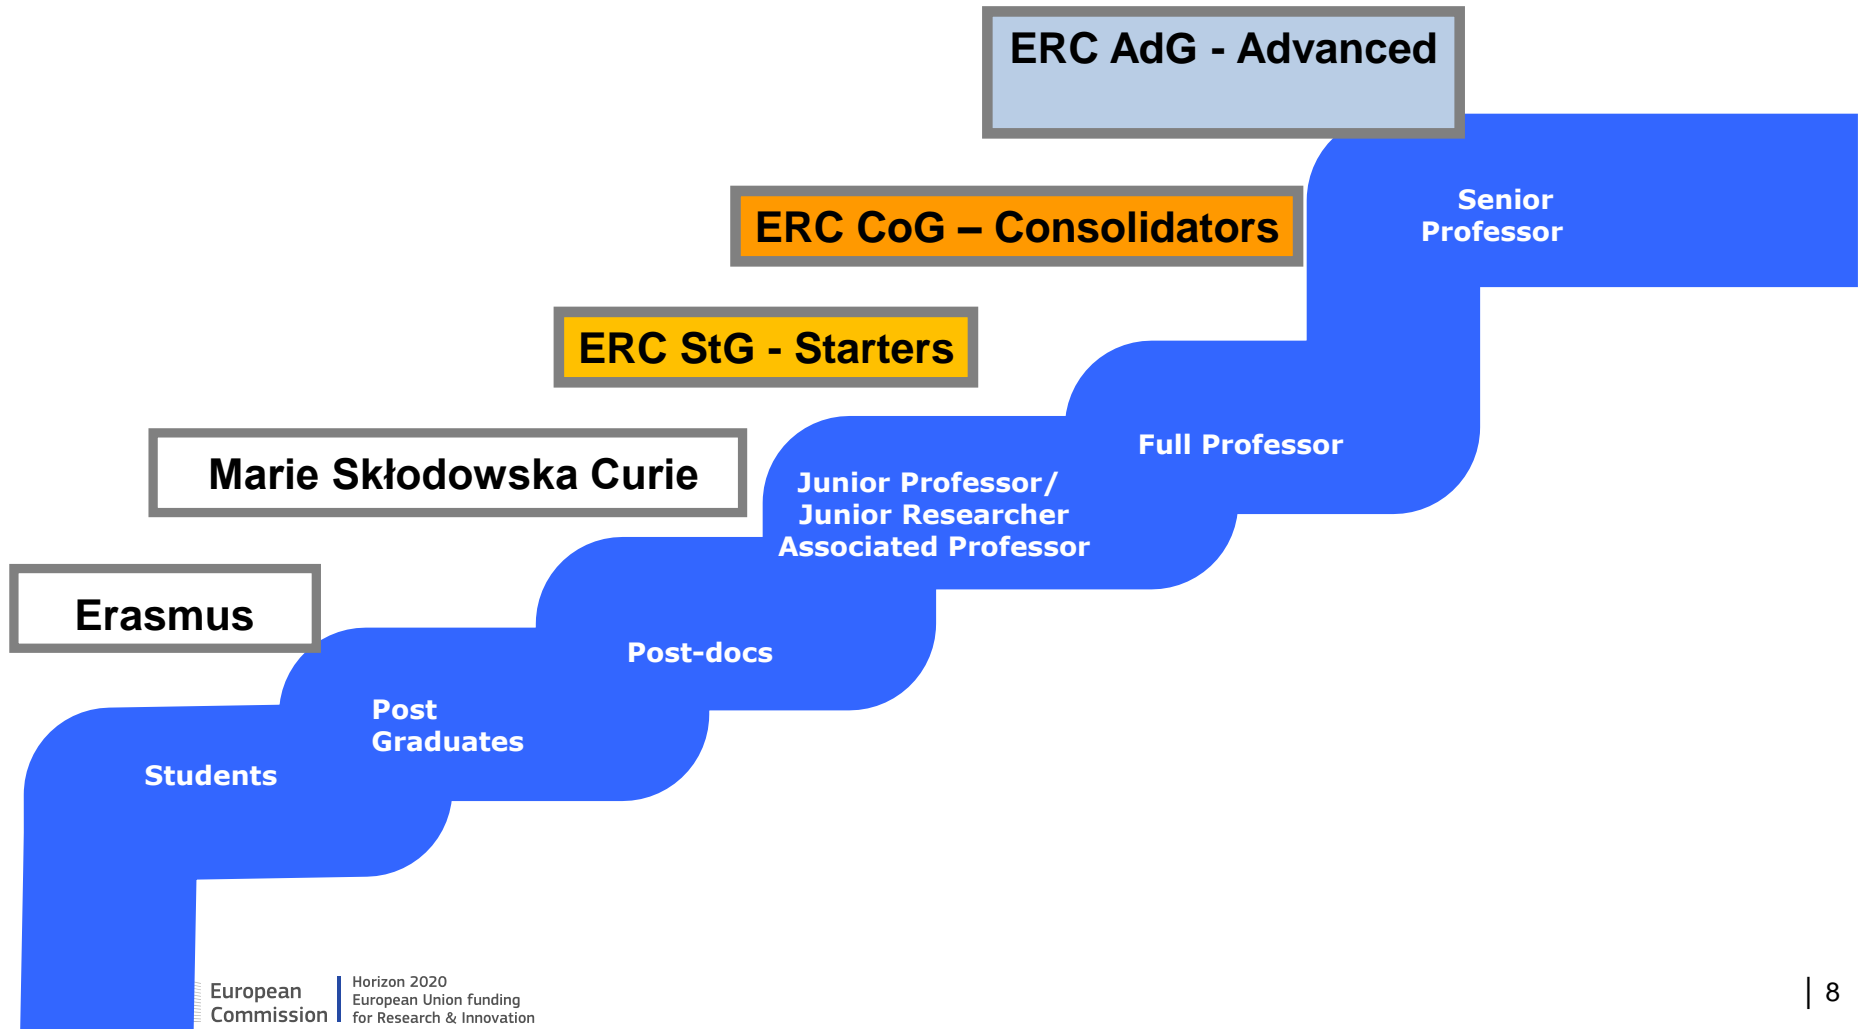 ERC AdG - Advanced
Senior
Professor
ERC CoG – Consolidators
ERC StG - Starters
Full Professor
Marie Skłodowska Curie
Junior Professor/
Junior Researcher
Associated Professor
Erasmus
Post-docs
Post
Graduates
Students
European
Commission
Horizon 2020
European Union funding
for Research & Innovation
8